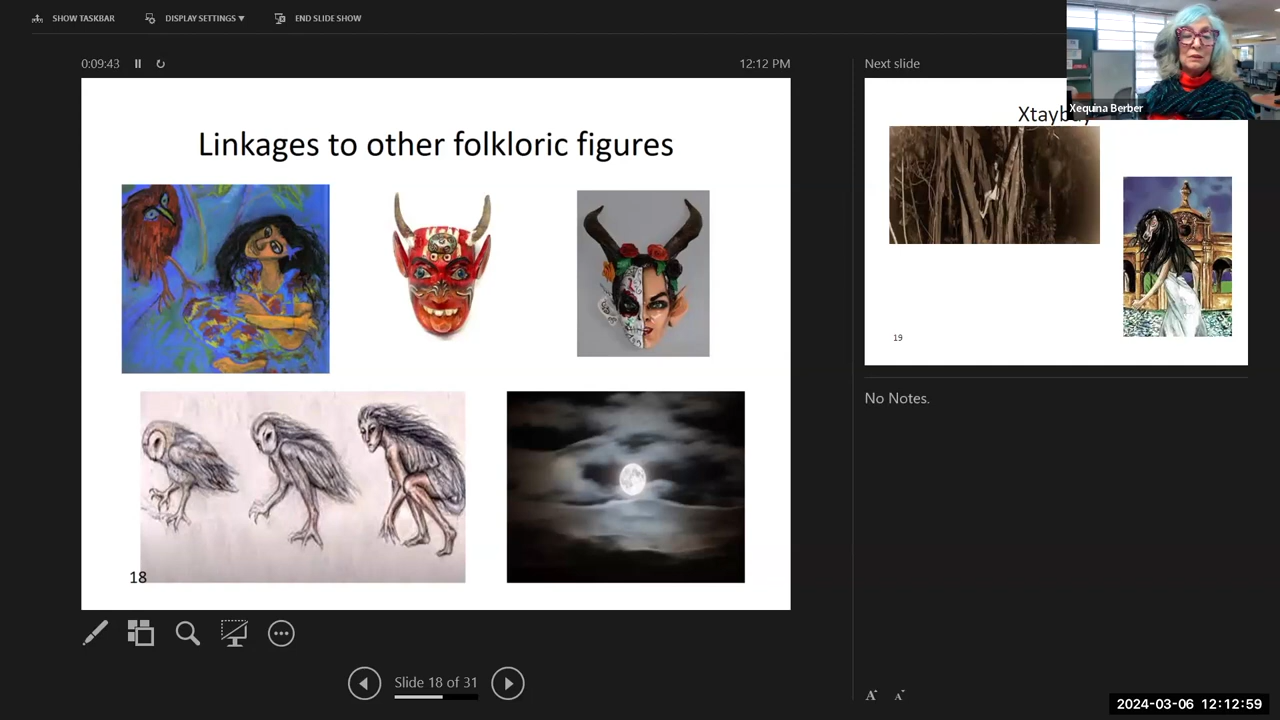 SHOW TASKBAR
DISPLAY SETTINGS
END SLIDE SHOW
0:09:43
12:12 PM
Linkages to other folkloric figures
18
Slide 18 of 31
Next slide
Xequina Berber
19
No Notes.
A A
2024-03-06 12:12:59